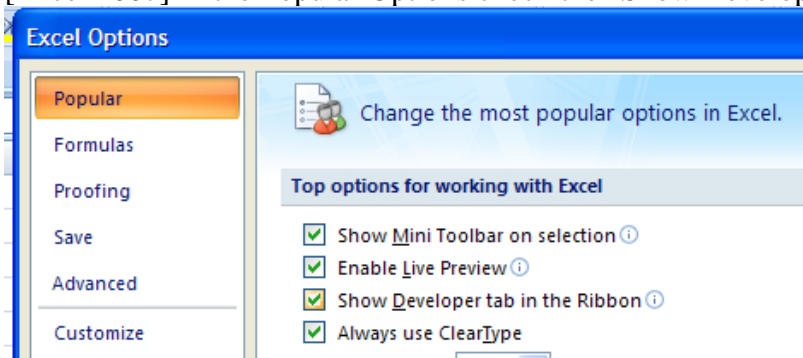 Excel Options
Popular
Formulas
Proofing
Save
Advanced
Customize
Change the most popular options in Excel.
Top options for working with Excel
Show Mini Toolbar on selection
Enable Live Preview
Show Developer tab in the Ribbon
Always use ClearType